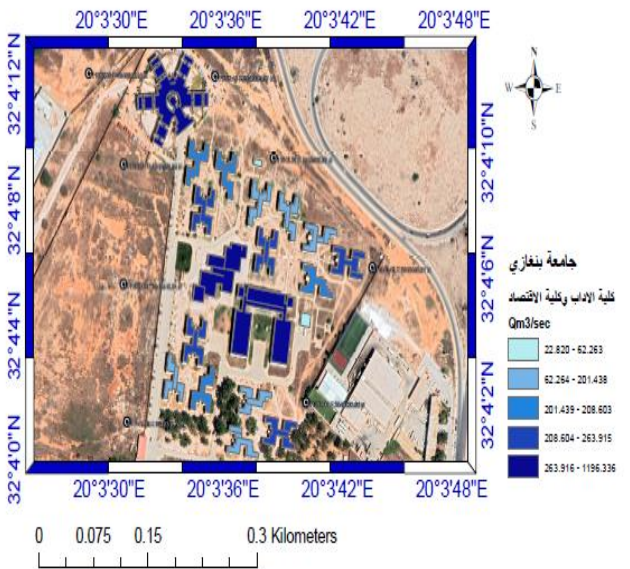 20°3'30"E 20°3'36"E 20°3'42"E 20°3'48"E
32°4'12"N
32°4'8"N
32°4'4"N
32°4'0"N
32°4'10"N
32°4'6"N
32°4'2"N
20°3'30"E 20°3'36"E 20°3'42"E 20°3'48"E
N
W E
S
جامعة بنغازي
كلية الاداب وكلية الاقتصاد
Qm3/sec
22.820 - 62.263
62.264 - 201.438
201.439 - 208.603
208.604 - 263.915
263.916 - 1196.336
0 0.075 0.15 0.3 Kilometers